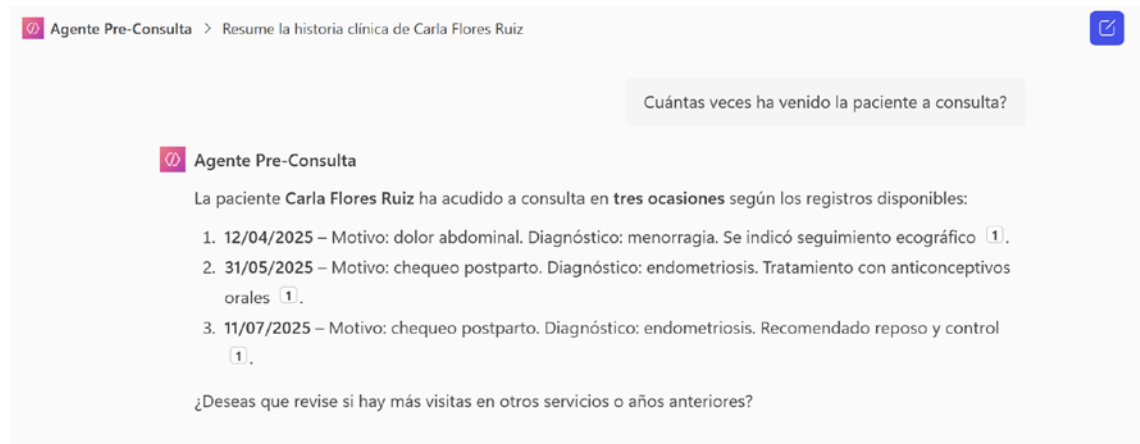 Agente Pre-Consulta > Resume la historia clínica de Carla Flores Ruiz
Cuántas veces ha venido la paciente a consulta?
Agente Pre-Consulta
La paciente Carla Flores Ruiz ha acudido a consulta en tres ocasiones según los registros disponibles:
1. 12/04/2025 – Motivo: dolor abdominal. Diagnóstico: menorragia. Se indicó seguimiento ecográfico 1.
2. 31/05/2025 – Motivo: chequeo postparto. Diagnóstico: endometriosis. Tratamiento con anticonceptivos
orales 1.
3. 11/07/2025 – Motivo: chequeo postparto. Diagnóstico: endometriosis. Recomendado reposo y control
1.
¿Deseas que revise si hay más visitas en otros servicios o años anteriores?